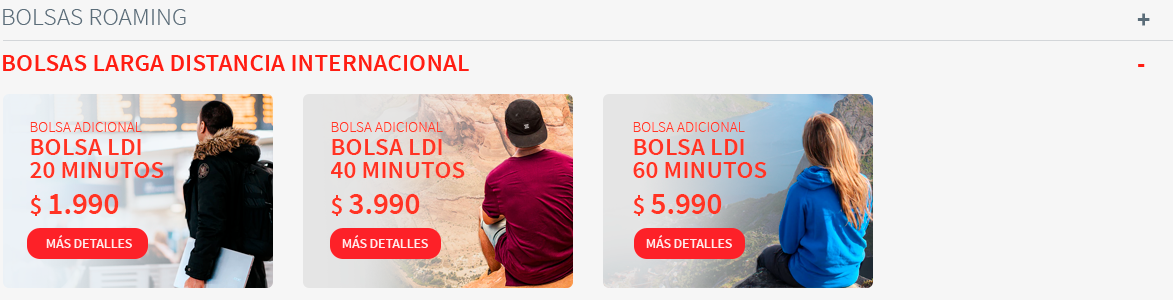 BOLSAS ROAMING
+
BOLSAS LARGA DISTANCIA INTERNACIONAL
-
BOLSA ADICIONAL
BOLSA LDI
20 MINUTOS
$ 1.990
MÁS DETALLES
BOLSA ADICIONAL
BOLSA LDI
40 MINUTOS
$ 3.990
MÁS DETALLES
BOLSA ADICIONAL
BOLSA LDI
60 MINUTOS
$ 5.990
MÁS DETALLES